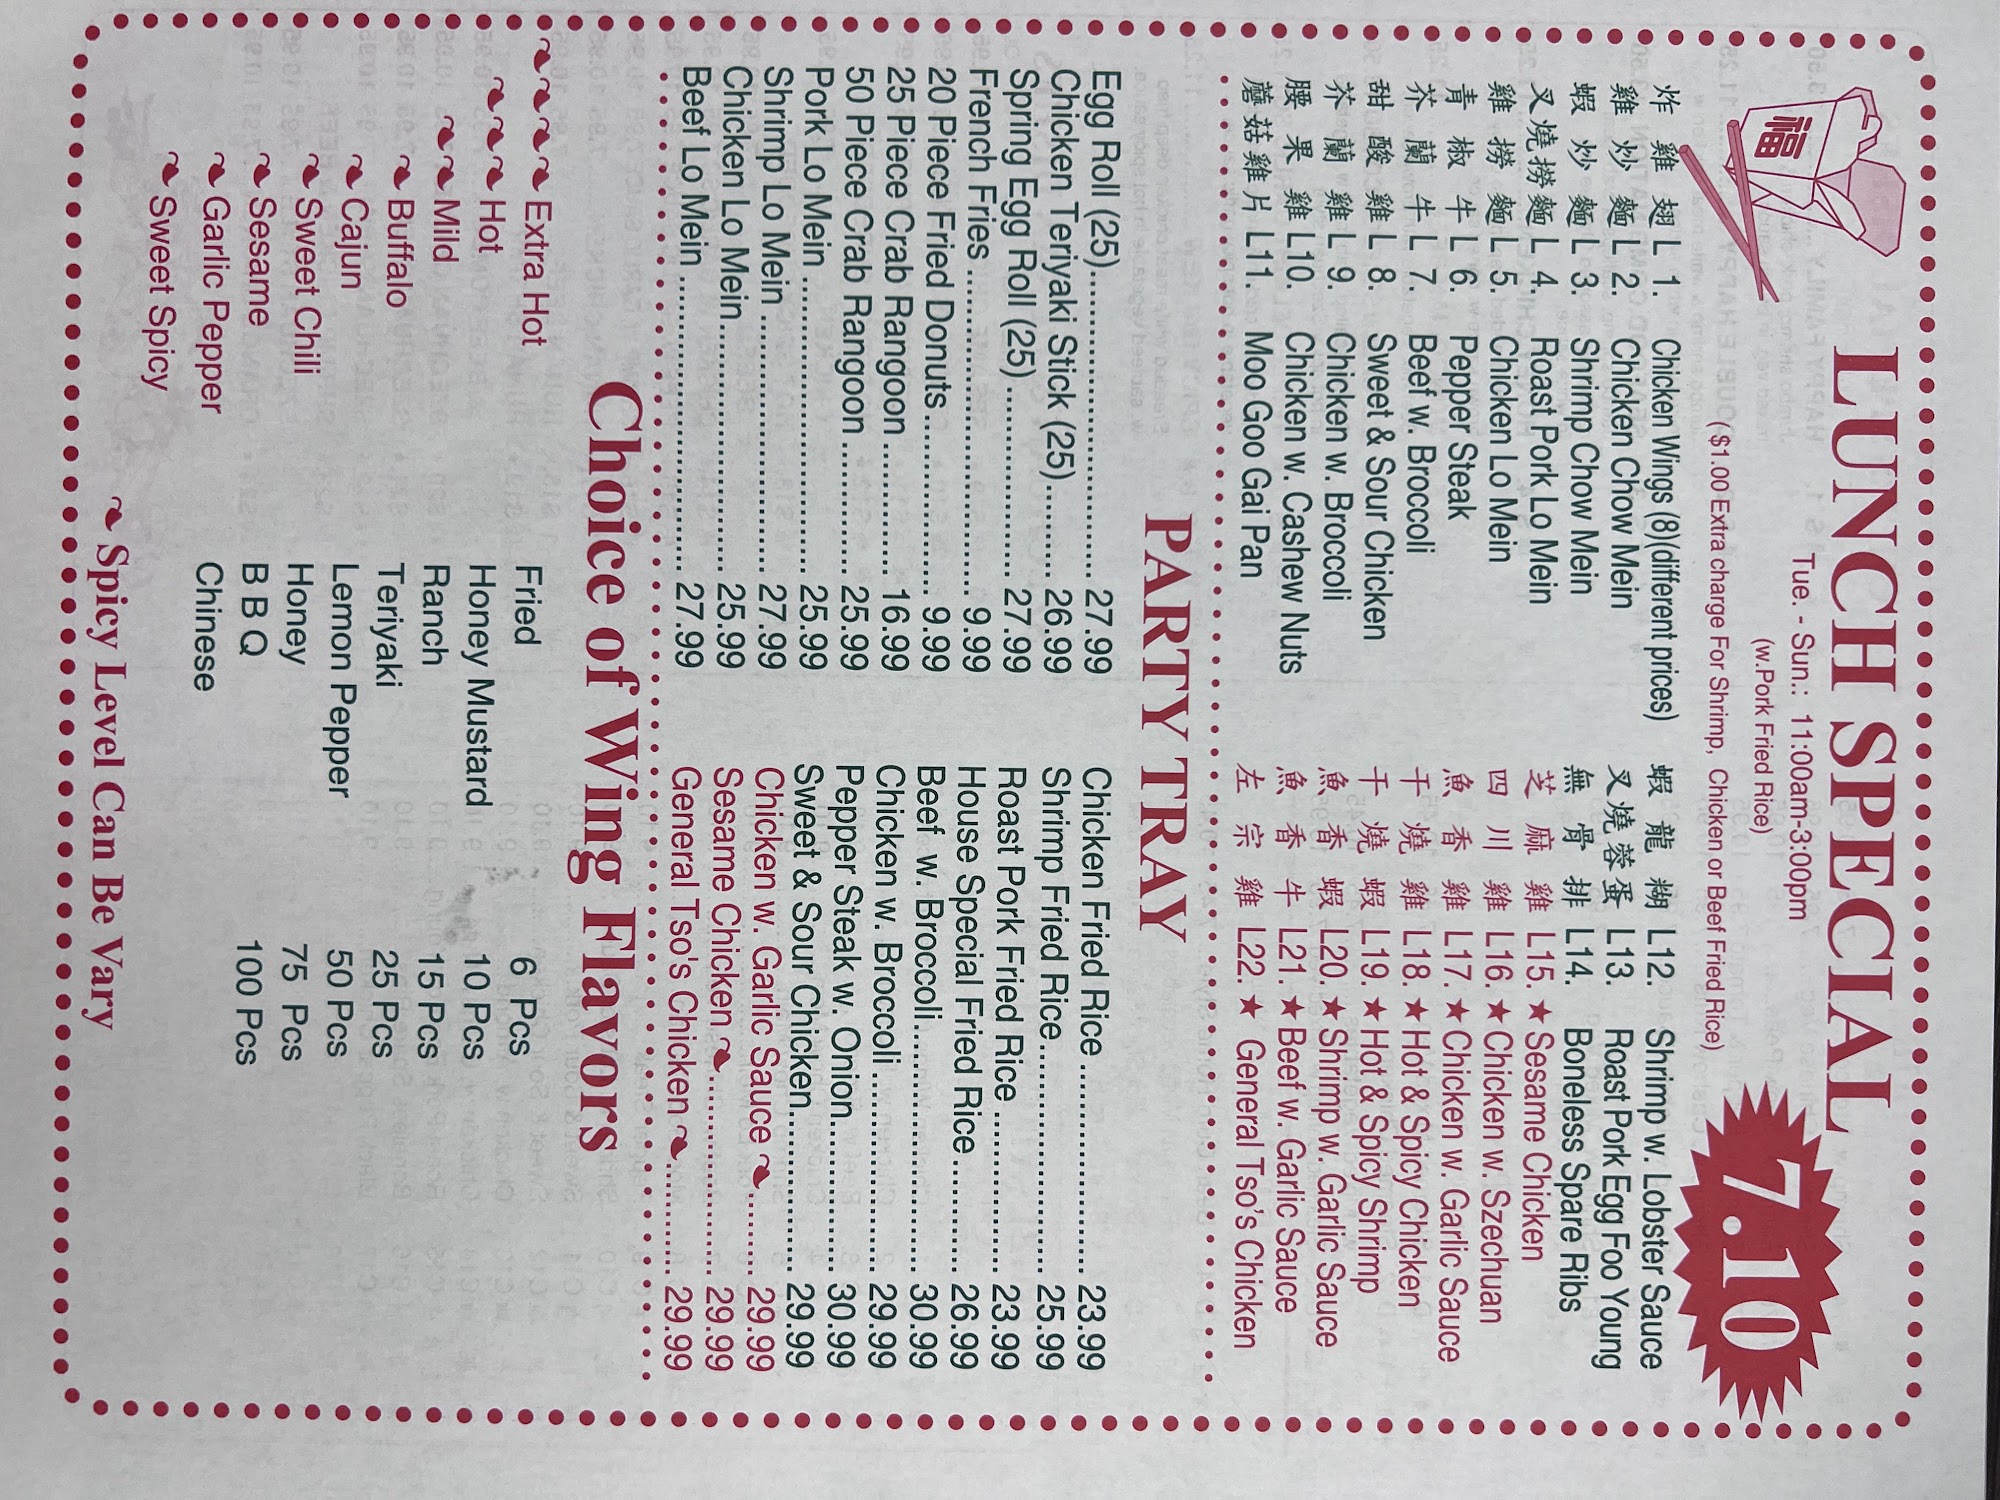 福
LUNCH SPECIAL
Tue. - Sun.: 11:00am-3:00pm
(w.Pork Fried Rice)
($1.00 Extra charge For Shrimp, Chicken or Beef Fried Rice)
7.10
炸雞翅 L 1. Chicken Wings (8)(different prices)
雞炒麵 L 2. Chicken Chow Mein
蝦炒麵 L 3. Shrimp Chow Mein
叉燒撈麵 L 4. Roast Pork Lo Mein
雞撈麵 L 5. Chicken Lo Mein
青椒牛 L 6. Pepper Steak
芥蘭牛 L 7. Beef w. Broccoli
甜酸雞 L 8. Sweet & Sour Chicken
芥蘭雞 L 9. Chicken w. Broccoli
腰果雞 L10. Chicken w. Cashew Nuts
蘑菇雞片 L11. Moo Goo Gai Pan
蝦龍糊 L12. Shrimp w. Lobster Sauce
叉燒蓉蛋 L13. Roast Pork Egg Foo Young
無骨排 L14. Boneless Spare Ribs
芝麻雞 L15. ★ Sesame Chicken
四川雞 L16. ★ Chicken w. Szechuan
魚香雞 L17. ★ Chicken w. Garlic Sauce
干燒雞 L18. ★ Hot & Spicy Chicken
干燒蝦 L19. ★ Hot & Spicy Shrimp
魚香蝦 L20. ★ Shrimp w. Garlic Sauce
魚香牛 L21. ★ Beef w. Garlic Sauce
左宗雞 L22. ★ General Tso's Chicken
PARTY TRAY
Egg Roll (25)........................... 27.99
Chicken Teriyaki Stick (25)....... 26.99
Spring Egg Roll (25) ................ 27.99
French Fries ............................ 9.99
20 Piece Fried Donuts............... 9.99
25 Piece Crab Rangoon ........... 16.99
50 Piece Crab Rangoon ........... 25.99
Pork Lo Mein ........................... 25.99
Shrimp Lo Mein ....................... 27.99
Chicken Lo Mein...................... 25.99
Beef Lo Mein ........................... 27.99
Chicken Fried Rice .................. 23.99
Shrimp Fried Rice.................... 25.99
Roast Pork Fried Rice .............. 23.99
House Special Fried Rice ......... 26.99
Beef w. Broccoli....................... 30.99
Chicken w. Broccoli ................. 29.99
Pepper Steak w. Onion............. 30.99
Sweet & Sour Chicken.............. 29.99
Chicken w. Garlic Sauce ......... 29.99
Sesame Chicken .................... 29.99
General Tso's Chicken ........... 29.99
Choice of Wing Flavors
Extra Hot
Hot
Mild
Buffalo
Cajun
Sweet Chili
Sesame
Garlic Pepper
Sweet Spicy
Fried
Honey Mustard
Ranch
Teriyaki
Lemon Pepper
Honey
B B Q
Chinese
6 Pcs
10 Pcs
15 Pcs
25 Pcs
50 Pcs
75 Pcs
100 Pcs
Spicy Level Can Be Vary